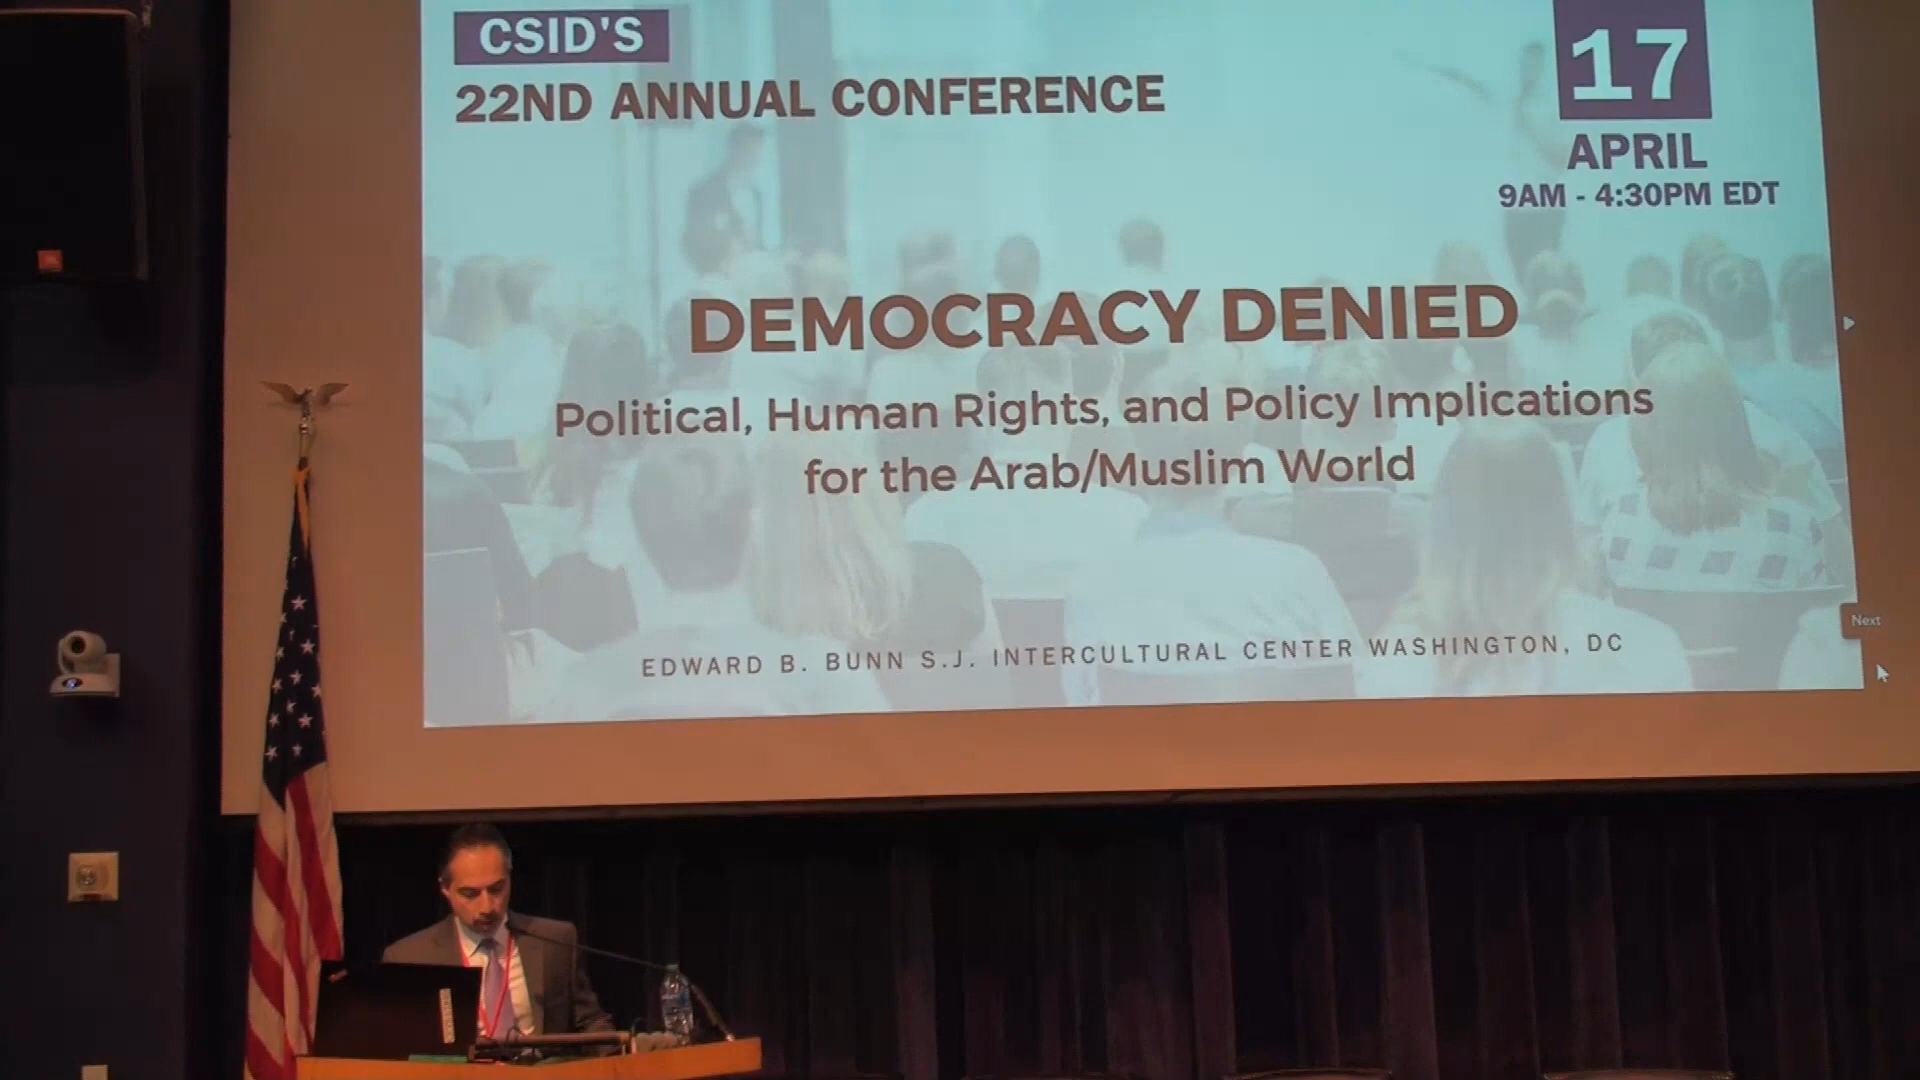 CSID'S
22ND ANNUAL CONFERENCE
17
APRIL
9AM - 4:30PM EDT
DEMOCRACY DENIED
Political, Human Rights, and Policy Implications
for the Arab/Muslim World
EDWARD B. BUNN S.J. INTERCULTURAL CENTER WASHINGTON, DC
Next